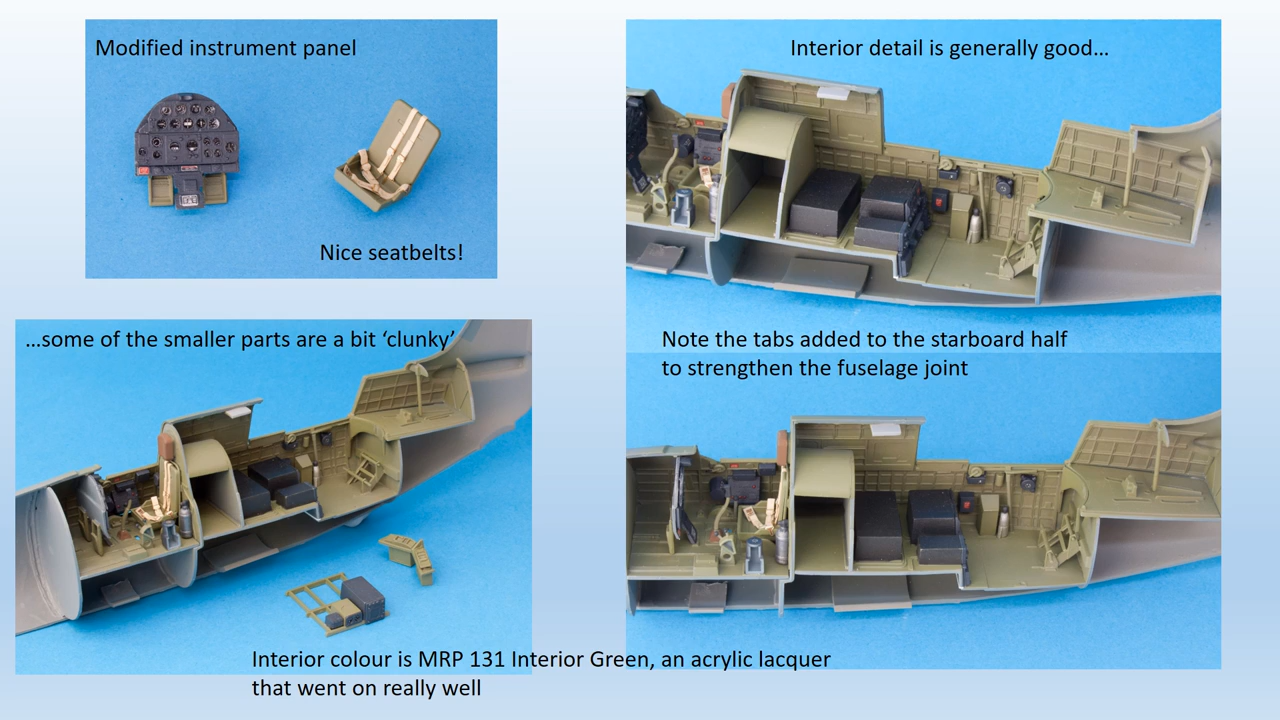 Modified instrument panel
Nice seatbelts!
Interior detail is generally good…
…some of the smaller parts are a bit ‘clunky’
Note the tabs added to the starboard half
to strengthen the fuselage joint
Interior colour is MRP 131 Interior Green, an acrylic lacquer
that went on really well